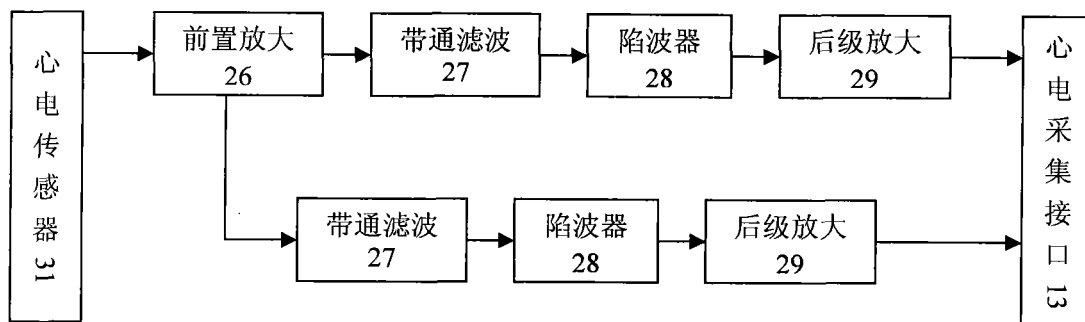 心电传感器31
前置放大
26
带通滤波
27
陷波器
28
后级放大
29
带通滤波
27
陷波器
28
后级放大
29
心电采集接口13